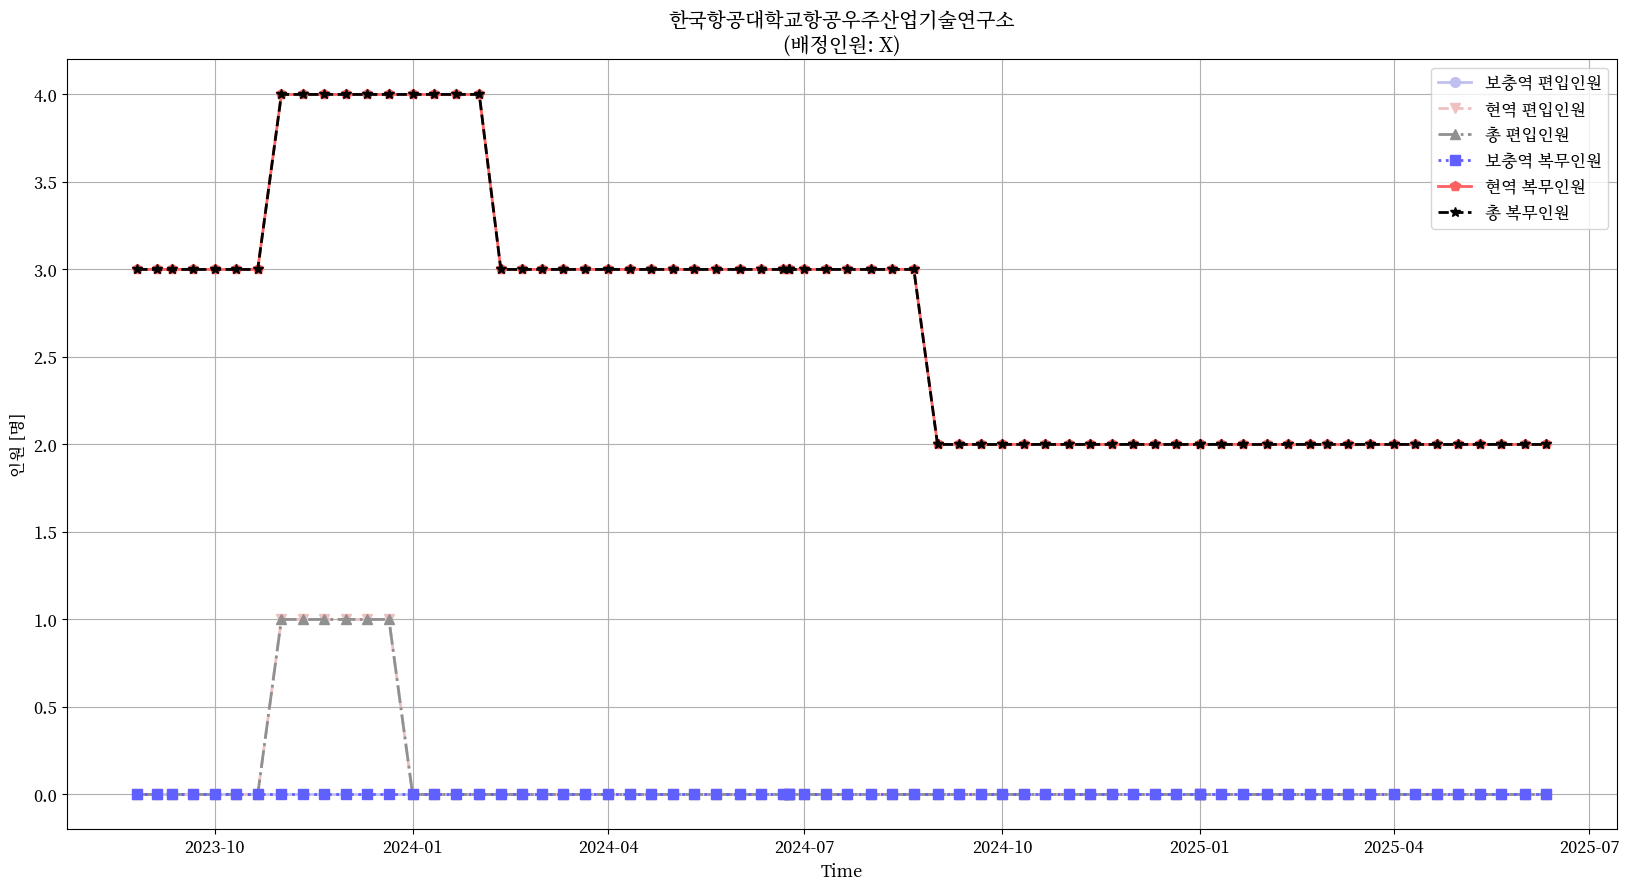 한국항공대학교항공우주산업기술연구소
(배정인원: X)
보충역 편입인원
현역 편입인원
총 편입인원
보충역 복무인원
현역 복무인원
총 복무인원
4.0
3.5
3.0
2.5
2.0
1.5
1.0
0.5
0.0
인원 [명]
2023-10
2024-01
2024-04
2024-07
2024-10
2025-01
2025-04
2025-07
Time